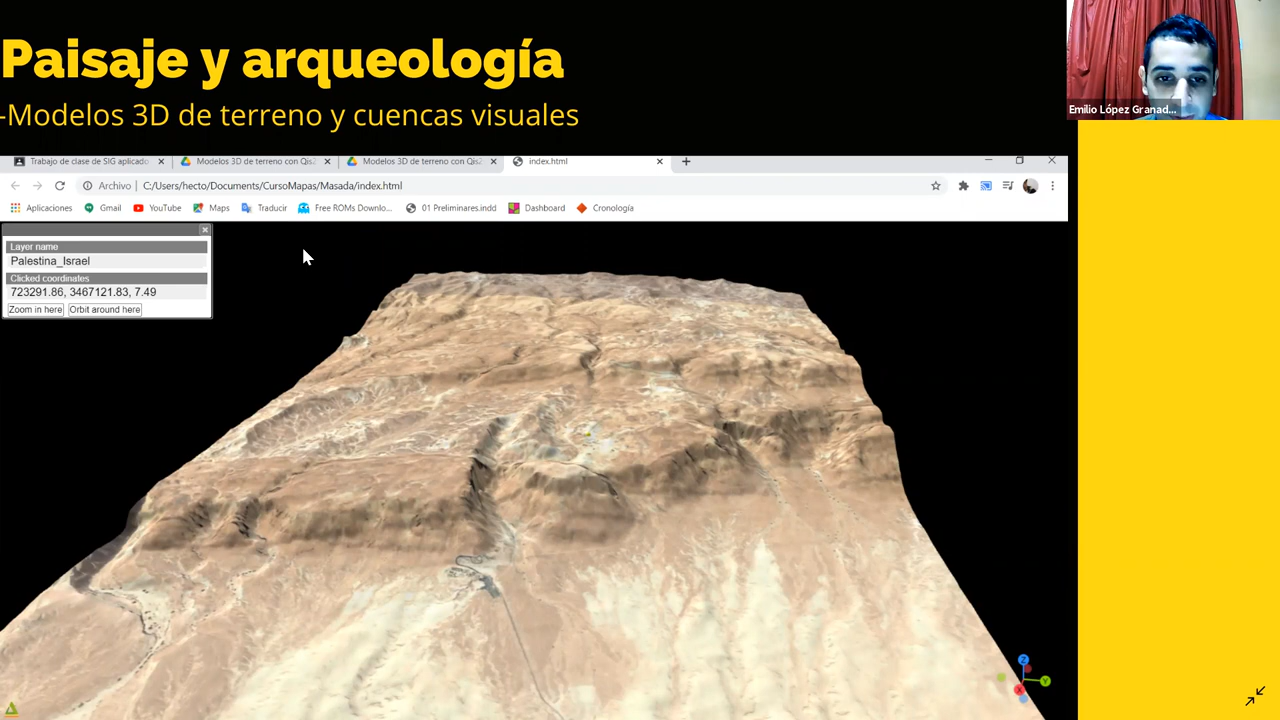 Paisaje y arqueología
-Modelos 3D de terreno y cuencas visuales
Emilio López Granad...
Trabajo de clase de SIG aplicado
Modelos 3D de terreno con Qis2
Modelos 3D de terreno con Qis2
index.html
Archivo
C:/Users/hecto/Documents/CursoMapas/Masada/index.html
Aplicaciones
Gmail
YouTube
Maps
Traducir
Free ROMs Downlo...
01 Preliminares.indd
Dashboard
Cronología
Layer name
Palestina_Israel
Clicked coordinates
723291.86, 3467121.83, 7.49
Zoom in here
Orbit around here
Z
Y
X